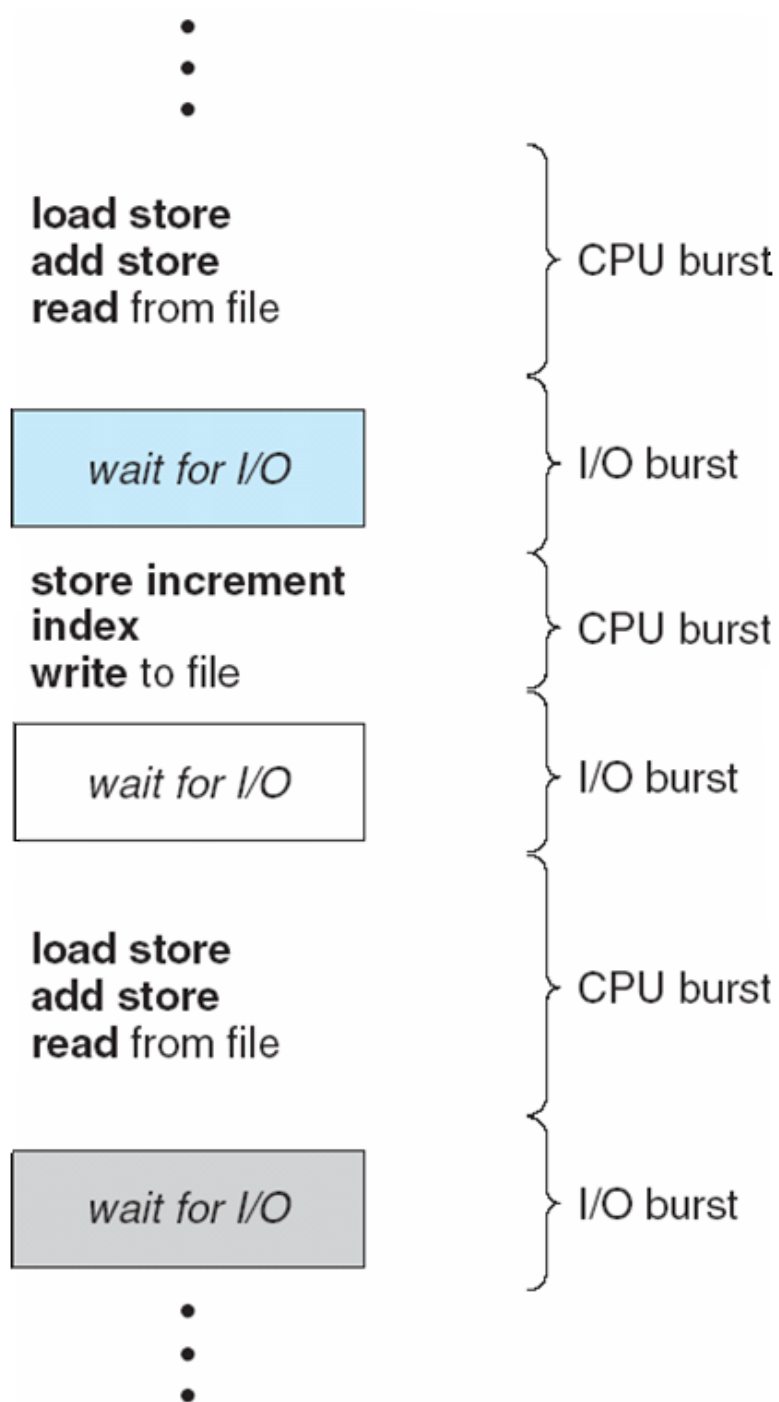 load store
add store
read from file
CPU burst
wait for I/O
I/O burst
store increment
index
write to file
CPU burst
wait for I/O
I/O burst
load store
add store
read from file
CPU burst
wait for I/O
I/O burst